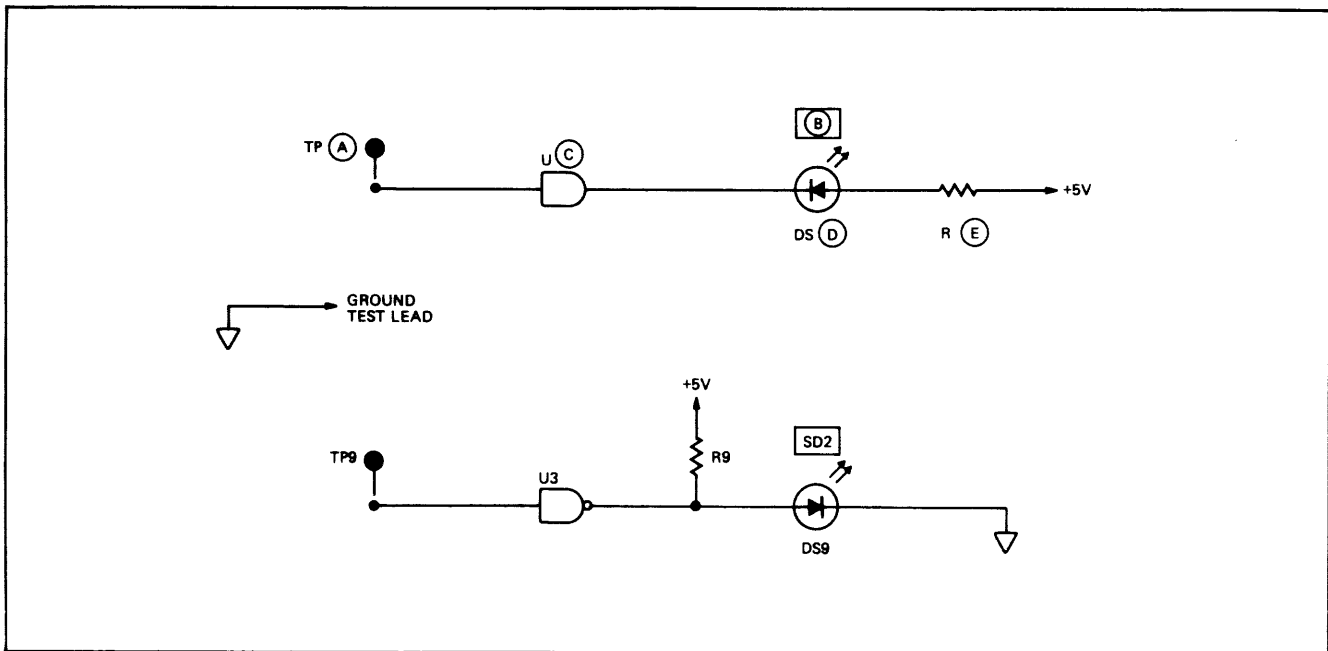 B
TP A
U C
+5V
DS D
R E
GROUND
TEST LEAD
+5V
SD2
TP9
R9
U3
DS9